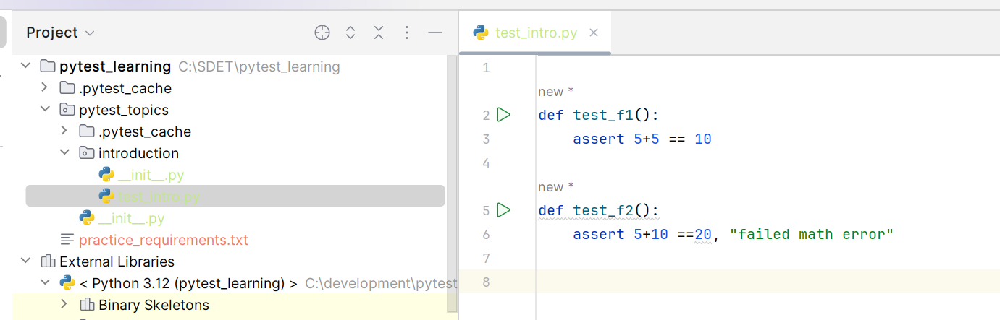 Project
pytest_learning C:\SDET\pytest_learning
.pytest_cache
pytest_topics
.pytest_cache
introduction
__init__.py
test_intro.py
__init__.py
practice_requirements.txt
External Libraries
< Python 3.12 (pytest_learning) > C:\development\pytest
Binary Skeletons
test_intro.py
1
new *
2 def test_f1():
3 assert 5+5 == 10
4
new *
5 def test_f2():
6 assert 5+10 ==20, "failed math error"
7
8